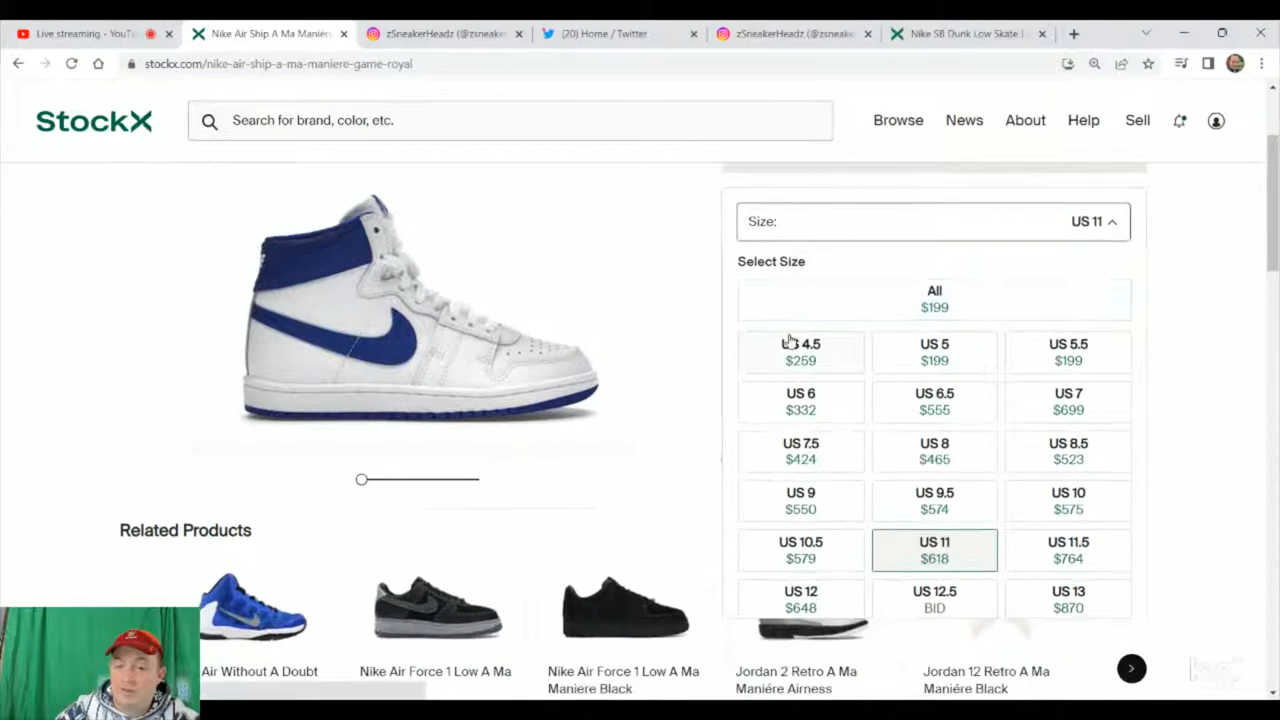 Live streaming - YouTu
Nike Air Ship A Ma Maniére
zSneakerHeadz (@zsneake
(20) Home / Twitter
zSneakerHeadz (@zsneake
Nike SB Dunk Low Skate
stockx.com/nike-air-ship-a-ma-maniere-game-royal
StockX
Search for brand, color, etc.
Browse
News
About
Help
Sell
Size:
US 11
Select Size
All
$199
US 4.5
US 5
US 5.5
$259
$199
$199
US 6
US 6.5
US 7
$332
$555
$699
US 7.5
US 8
US 8.5
$424
$465
$523
US 9
US 9.5
US 10
$550
$574
$575
US 10.5
US 11
US 11.5
$579
$618
$764
US 12
US 12.5
US 13
$648
BID
$870
Related Products
Air Without A Doubt
Nike Air Force 1 Low A Ma
Nike Air Force 1 Low A Ma
Maniere Black
Jordan 2 Retro A Ma
Maniére Airness
Jordan 12 Retro A Ma
Maniére Black